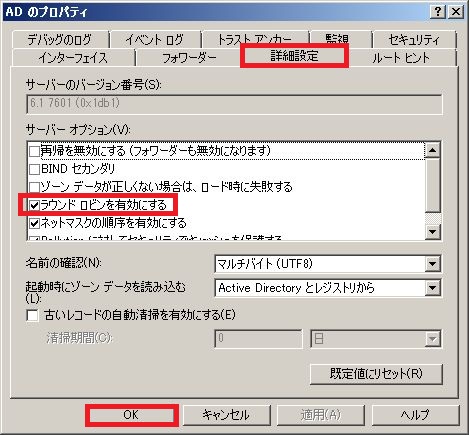 AD のプロパティ
デバッグのログ イベント ログ トラスト アンカー 監視 セキュリティ
インターフェイス フォワーダー 詳細設定 ルート ヒント
サーバーのバージョン番号(S):
6.1 7601 (0x1db1)
サーバー オプション(V):
再帰を無効にする (フォワーダーも無効になります)
BIND セカンダリ
ゾーン データが正しくない場合は、ロード時に失敗する
ラウンド ロビンを有効にする
ネットマスクの順序を有効にする
名前の確認(N): マルチバイト (UTF8)
起動時にゾーン データを読み込む(L): Active Directory とレジストリから
古いレコードの自動清掃を有効にする(E)
清掃期間(C): 0 日
既定値にリセット(R)
OK キャンセル 適用(A) ヘルプ